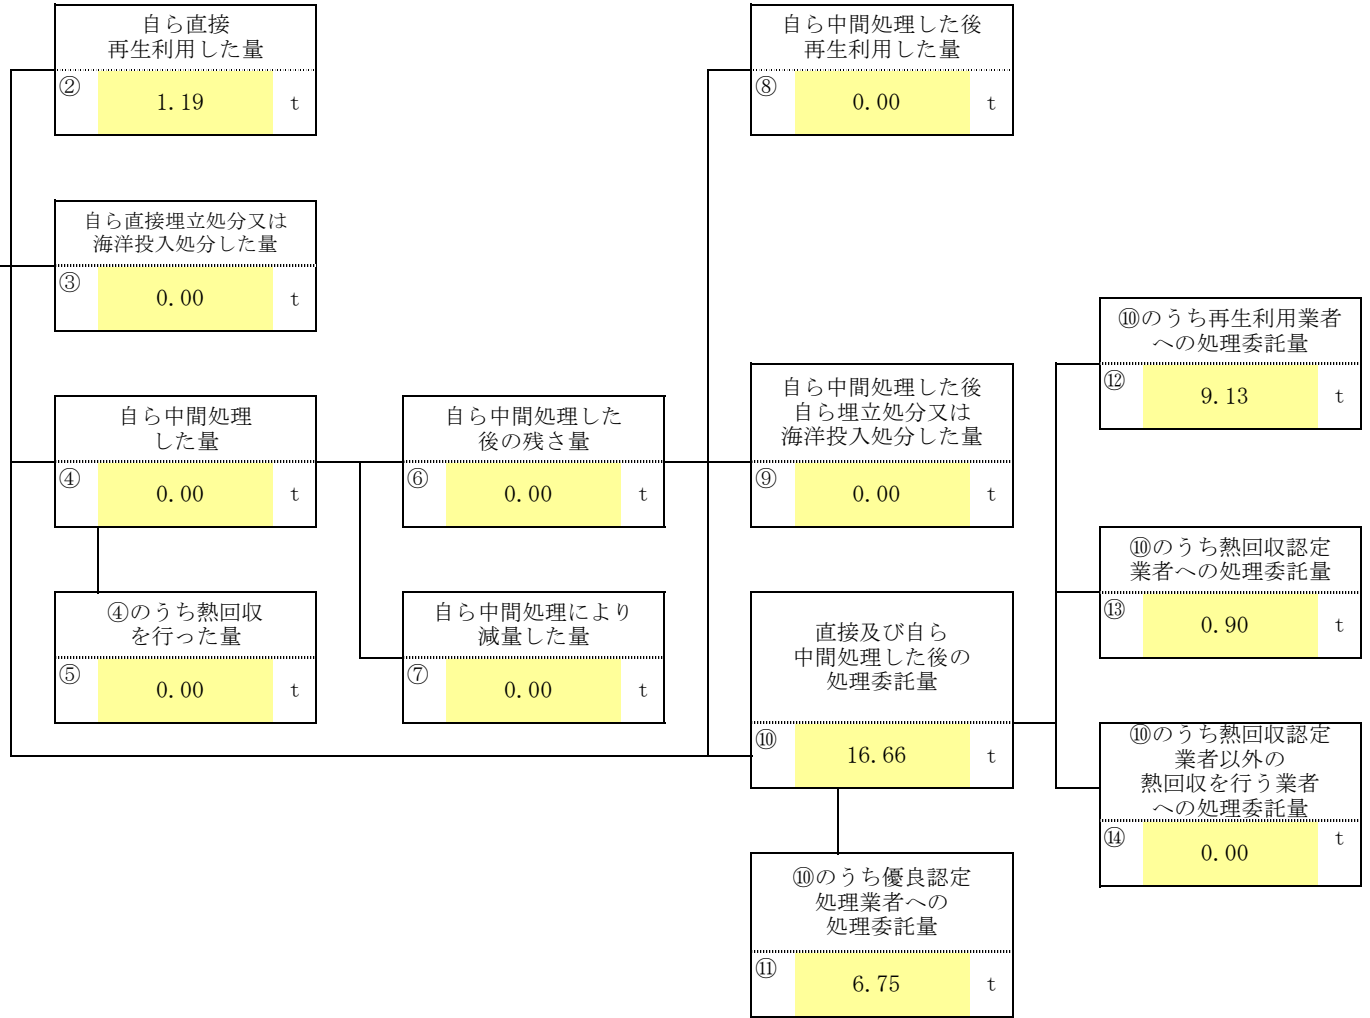 自ら直接
再生利用した量
②
1.19
t
自ら直接埋立処分又は
海洋投入処分した量
③
0.00
t
自ら中間処理
した量
④
0.00
t
④のうち熱回収
を行った量
⑤
0.00
t
自ら中間処理した
後の残さ量
⑥
0.00
t
自ら中間処理により
減量した量
⑦
0.00
t
自ら中間処理した後
再生利用した量
⑧
0.00
t
自ら中間処理した後
自ら埋立処分又は
海洋投入処分した量
⑨
0.00
t
直接及び自ら
中間処理した後の
処理委託量
⑩
16.66
t
⑩のうち優良認定
処理業者への
処理委託量
⑪
6.75
t
⑩のうち再生利用業者
への処理委託量
⑫
9.13
t
⑩のうち熱回収認定
業者への処理委託量
⑬
0.90
t
⑩のうち熱回収認定
業者以外の
熱回収を行う業者
への処理委託量
⑭
0.00
t